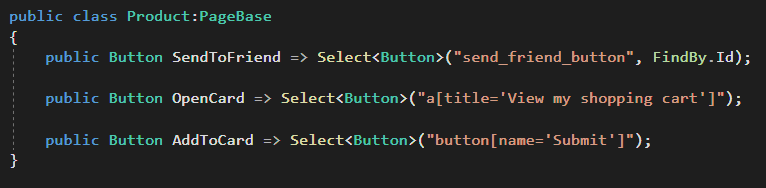 public class Product:PageBase
{
public Button SendToFriend => Select<Button>("send_friend_button", FindBy.Id);
public Button OpenCard => Select<Button>("a[title='View my shopping cart']");
public Button AddToCard => Select<Button>("button[name='Submit']");
}